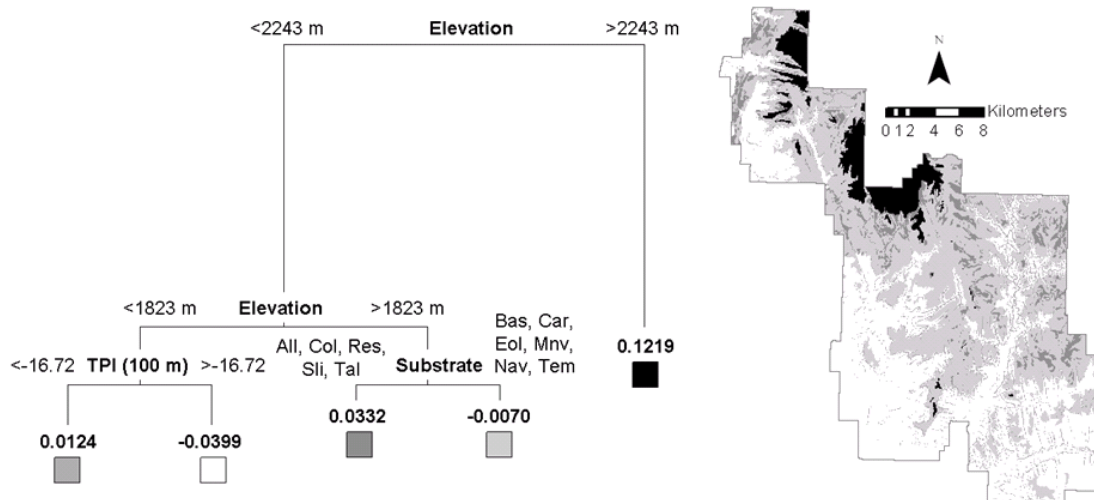 <2243 m Elevation >2243 m
N
Kilometers
0 1 2 4 6 8
<1823 m Elevation >1823 m
Bas, Car,
Eol, Mnv,
Nav, Tem
All, Col, Res,
Sli, Tal
0.1219
<-16.72 TPI (100 m) >-16.72
Substrate
0.0124
-0.0399
0.0332
-0.0070